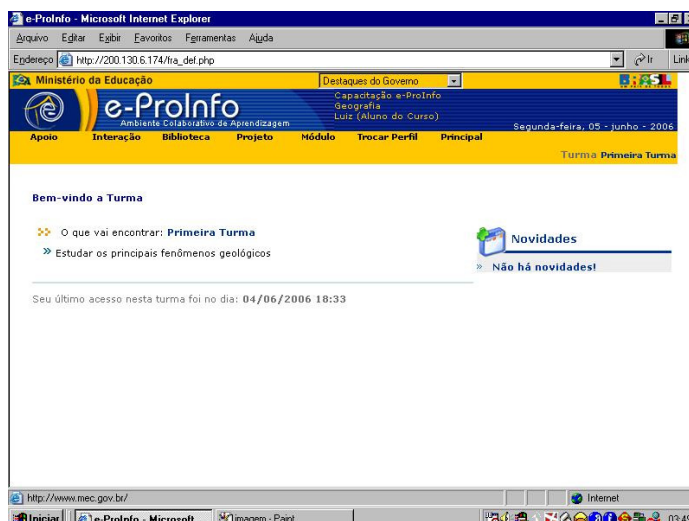 e-ProInfo - Microsoft Internet Explorer
Arquivo Editar Exibir Favoritos Ferramentas Ajuda
Endereço http://200.130.6.174/fra_def.php Ir Link
Ministério da Educação Destaques do Governo BRASIL
e-ProInfo
Ambiente Colaborativo de Aprendizagem
Capacitação e-ProInfo
Geografia
Luiz (Aluno do Curso)
Segunda-feira, 05 - junho - 2006
Apoio Interação Biblioteca Projeto Módulo Trocar Perfil Principal
Turma Primeira Turma
Bem-vindo a Turma
O que vai encontrar: Primeira Turma
» Estudar os principais fenômenos geológicos
Novidades
» Não há novidades!
Seu último acesso nesta turma foi no dia: 04/06/2006 18:33
http://www.mec.gov.br/ Internet
Iniciar e-ProInfo - Microsoft imagem - Paint 03:49